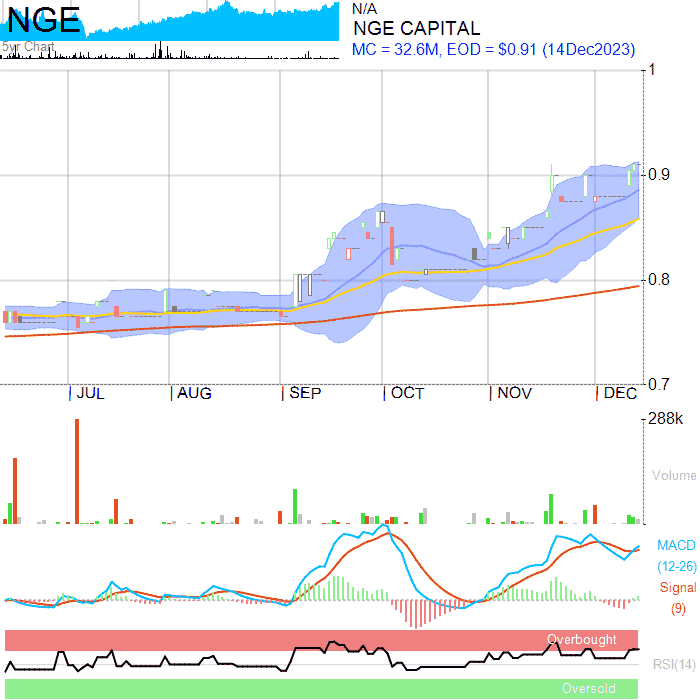 NGE
5yr Chart
N/A
NGE CAPITAL
MC = 32.6M, EOD = $0.91 (14Dec2023)
1
0.9
0.8
0.7
JUL AUG SEP OCT NOV DEC
288k
Volume
MACD
(12-26)
Signal
(9)
Overbought
RSI(14)
Oversold